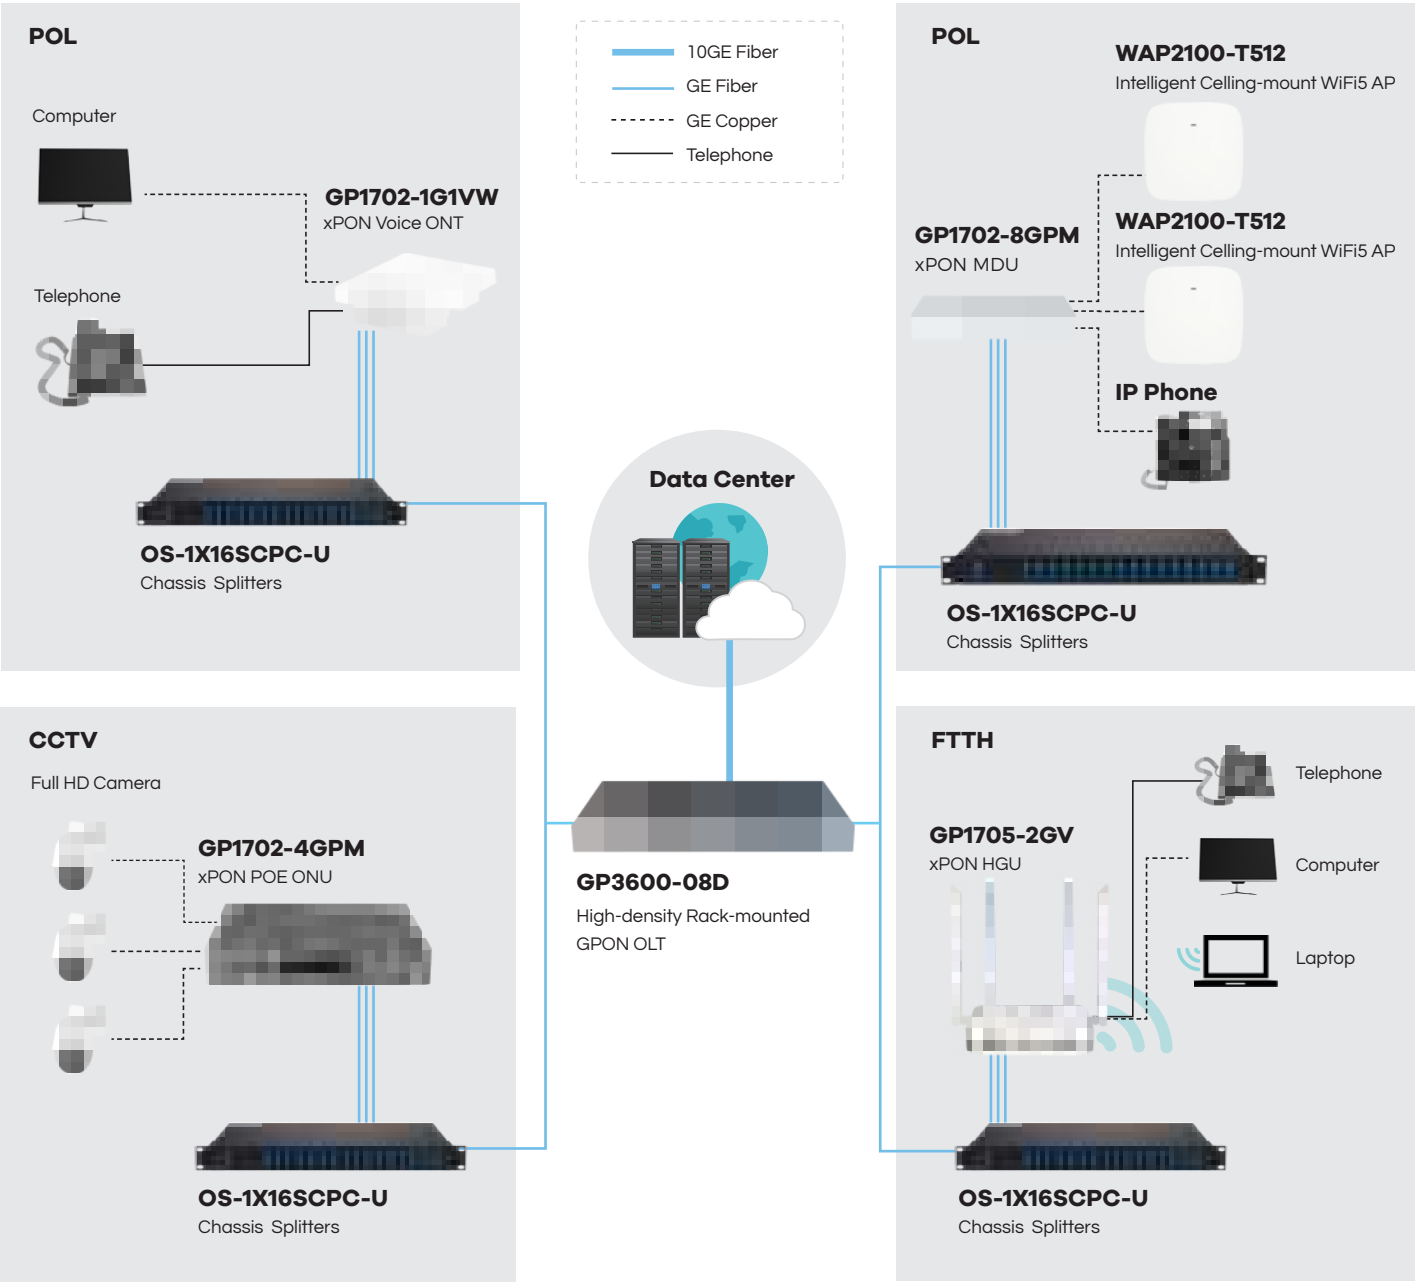 POL
Computer
GP1702-1G1VW
xPON Voice ONT
Telephone
OS-1X16SCPC-U
Chassis Splitters
10GE Fiber
GE Fiber
GE Copper
Telephone
POL
WAP2100-T512
Intelligent Celling-mount WiFi5 AP
WAP2100-T512
Intelligent Celling-mount WiFi5 AP
GP1702-8GPM
xPON MDU
IP Phone
OS-1X16SCPC-U
Chassis Splitters
Data Center
GP3600-08D
High-density Rack-mounted
GPON OLT
CCTV
Full HD Camera
GP1702-4GPM
xPON POE ONU
OS-1X16SCPC-U
Chassis Splitters
FTTH
Telephone
GP1705-2GV
xPON HGU
Computer
Laptop
OS-1X16SCPC-U
Chassis Splitters